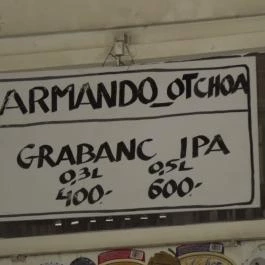 ARMANDO_OTCHOA
GRABANC IPA
0,3L 0,5L
400.- 600.-